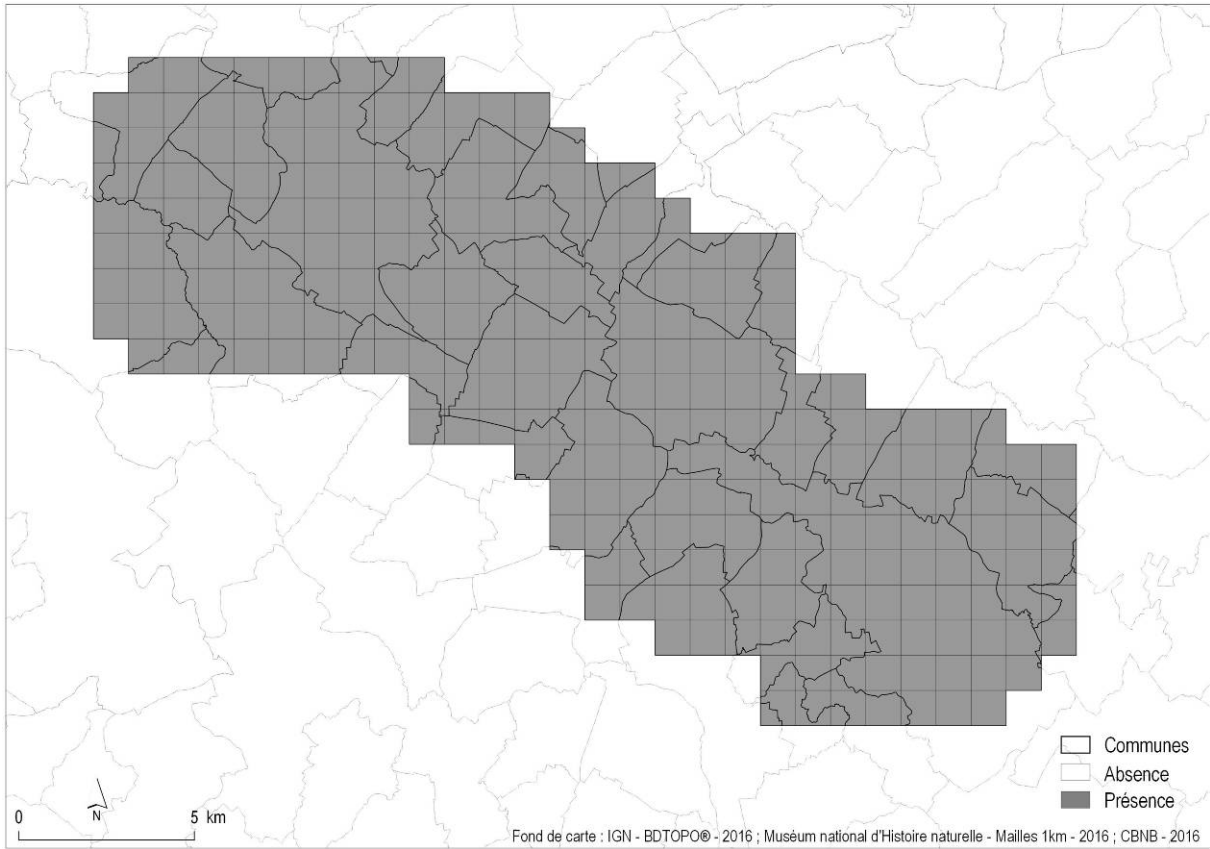 Communes
Absence
Présence
N
0 5 km
Fond de carte : IGN - BDTOPO® - 2016 ; Muséum national d'Histoire naturelle - Mailles 1km - 2016 ; CBNB - 2016